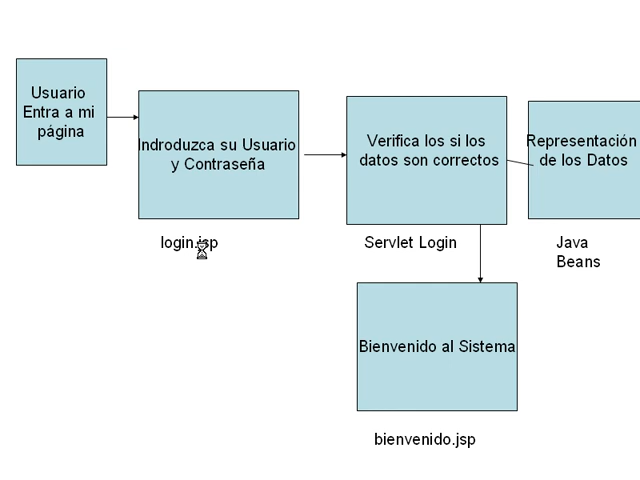 Usuario
Entra a mi
página
Indroduzca su Usuario
y Contraseña
login.jsp
Verifica los si los
datos son correctos
Servlet Login
Representación
de los Datos
Java
Beans
Bienvenido al Sistema
bienvenido.jsp